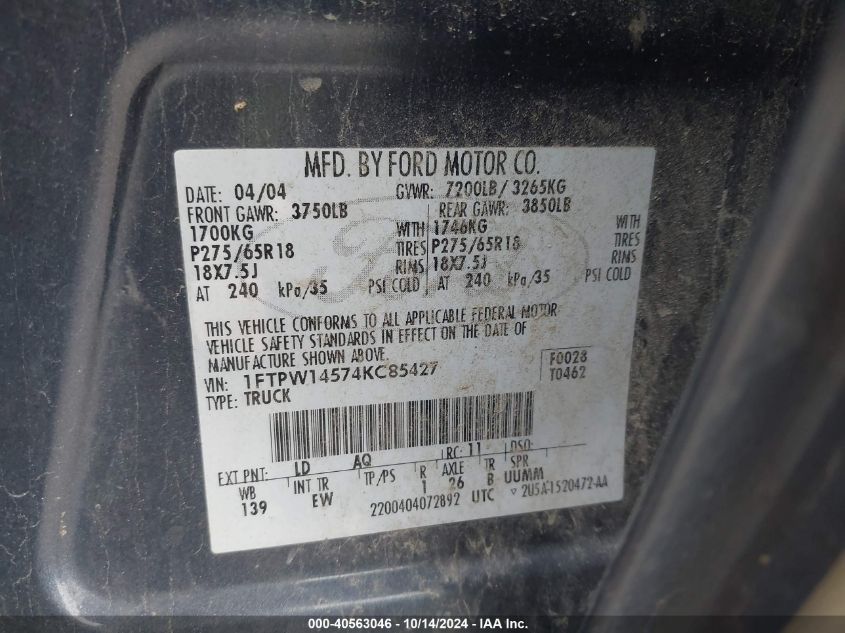 MFD. BY FORD MOTOR CO.
DATE: 04/04 GVWR: 7200LB / 3265KG
FRONT GAWR: 3750LB REAR GAWR: 3850LB
1700KG WITH 1746KG WITH
P275/65R18 TIRES P275/65R18 TIRES
18X7.5J RIMS 18X7.5J RIMS
AT 240 kPa/35 PSI COLD AT 240 kPa/35 PSI COLD
THIS VEHICLE CONFORMS TO ALL APPLICABLE FEDERAL MOTOR
VEHICLE SAFETY STANDARDS IN EFFECT ON THE DATE OF
MANUFACTURE SHOWN ABOVE.
VIN: 1FTPW14574KC85427 F0028
TYPE: TRUCK T0462
EXT PNT: LD AQ RC: 11 DSO:
WB INT TR TP/PS R AXLE TR SPR
139 EW 1 26 B UUMM
2200404072892 UTC 2U5A-1520472-AA
000-40563046 - 10/14/2024 - IAA Inc.